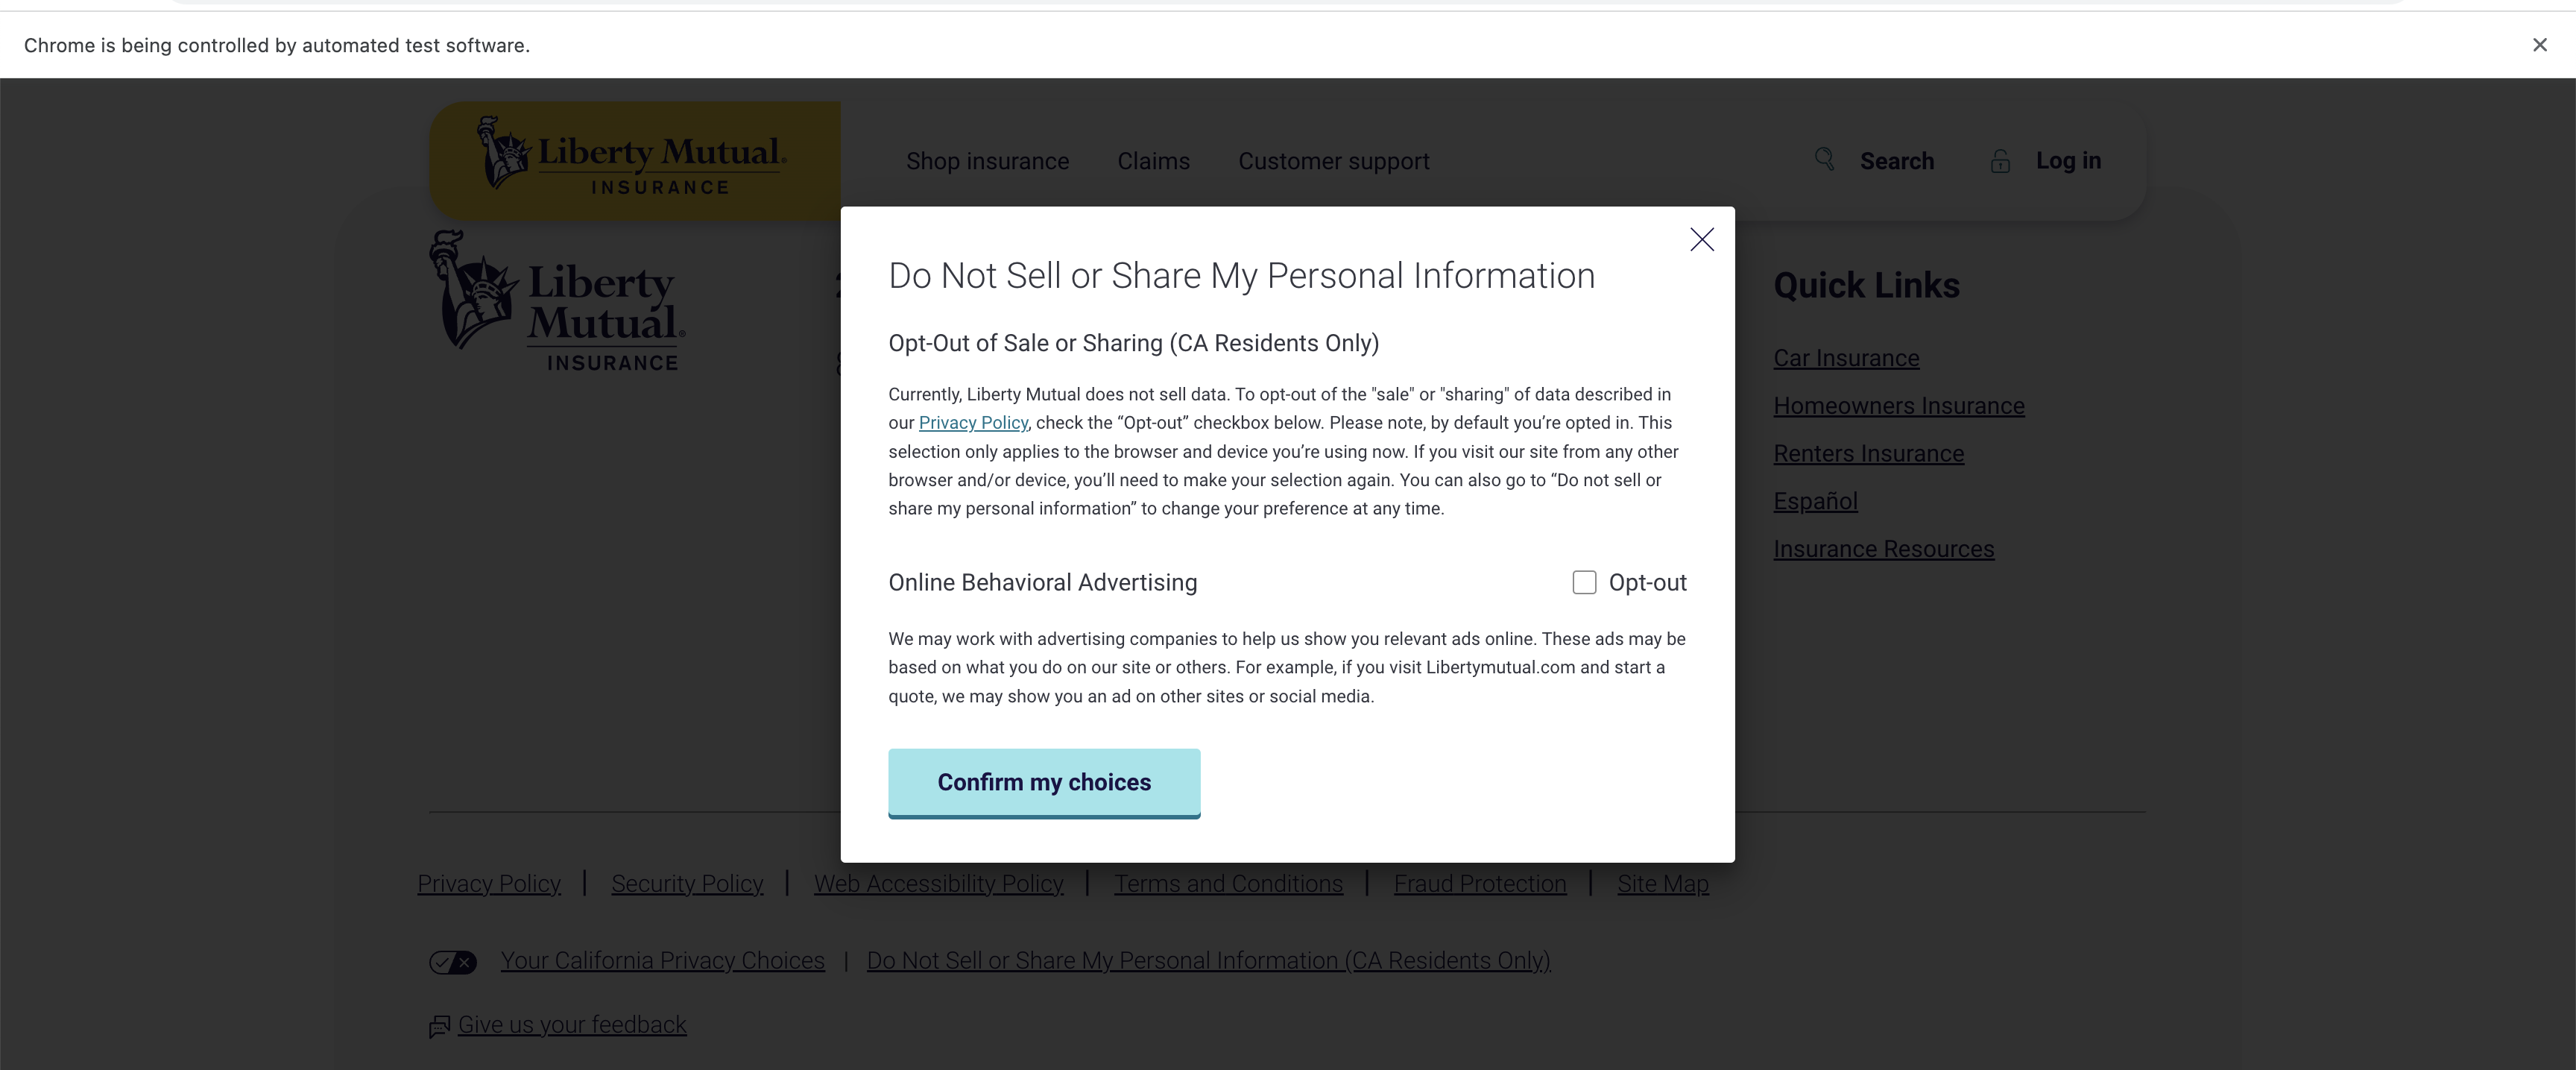 Chrome is being controlled by automated test software.
Liberty Mutual®
INSURANCE
Shop insurance
Claims
Customer support
Search
Log in
Liberty
Mutual®
INSURANCE
Do Not Sell or Share My Personal Information
Opt-Out of Sale or Sharing (CA Residents Only)
Currently, Liberty Mutual does not sell data. To opt-out of the "sale" or "sharing" of data described in
our Privacy Policy, check the “Opt-out” checkbox below. Please note, by default you’re opted in. This
selection only applies to the browser and device you’re using now. If you visit our site from any other
browser and/or device, you’ll need to make your selection again. You can also go to “Do not sell or
share my personal information” to change your preference at any time.
Online Behavioral Advertising
Opt-out
We may work with advertising companies to help us show you relevant ads online. These ads may be
based on what you do on our site or others. For example, if you visit Libertymutual.com and start a
quote, we may show you an ad on other sites or social media.
Confirm my choices
Quick Links
Car Insurance
Homeowners Insurance
Renters Insurance
Español
Insurance Resources
Privacy Policy | Security Policy | Web Accessibility Policy | Terms and Conditions | Fraud Protection | Site Map
Your California Privacy Choices | Do Not Sell or Share My Personal Information (CA Residents Only)
Give us your feedback